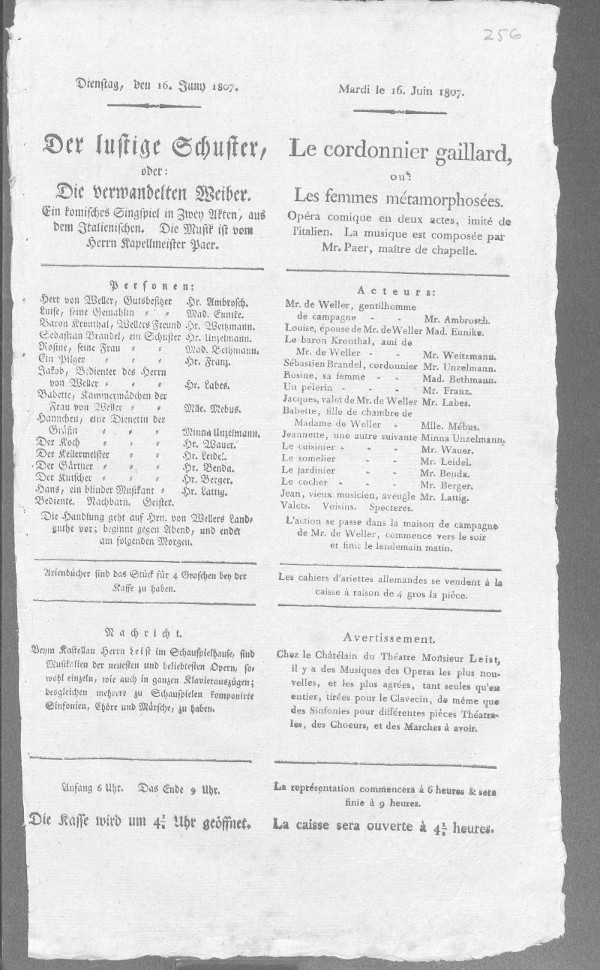 256
Dienstag, den 16. Juny 1807.
Der lustige Schuster,
oder:
Die verwandelten Weiber.
Ein komisches Singspiel in Zwey Akten, aus
dem Italienischen. Die Musik ist vom
Herrn Kapellmeister Paer.
Personen:
Herr von Weller, Gutsbesitzer Hr. Ambrosch.
Luise, seine Gemahlin Mad. Eunike.
Baron Kronthal, Wellers Freund Hr. Weitzmann.
Sebastian Brandel, ein Schuster Hr. Unzelmann.
Rosine, seine Frau Mad. Bethmann.
Ein Pilger Hr. Franz.
Jakob, Bedienter des Herrn
von Weller Hr. Labes.
Babette, Kammermädchen der
Frau von Weller Mlle. Mebus.
Hannchen, eine Dienerin der
Gräfin Minna Unzelmann.
Der Koch Hr. Wauer.
Der Kellermeister Hr. Leidel.
Der Gärtner Hr. Benda.
Der Kutscher Hr. Berger.
Hans, ein blinder Musikant Hr. Lattig.
Bediente. Nachbarn. Geister.
Die Handlung geht auf Hrn. von Wellers Land-
guthe vor; beginnt gegen Abend, und endet
am folgenden Morgen.
Arienbücher sind das Stück für 4 Groschen bey der
Kasse zu haben.
Nachricht.
Beym Kastellan Herrn Leist im Schauspielhause, sind
Musikalien der neuesten und beliebtesten Opern, so-
wohl einzeln, wie auch in ganzen Klavierauszügen;
desgleichen mehrere zu Schauspielen komponirte
Sinfonien, Chöre und Märsche, zu haben.
Anfang 6 Uhr. Das Ende 9 Uhr.
Die Kasse wird um 4½ Uhr geöffnet.
Mardi le 16. Juin 1807.
Le cordonnier gaillard,
ou:
Les femmes métamorphosées.
Opéra comique en deux actes, imité de
l'italien. La musique est composée par
Mr. Paer, maître de chapelle.
Acteurs:
Mr. de Weller, gentilhomme
de campagne - - Mr. Ambrosch.
Louise, épouse de Mr. de Weller Mad. Eunike.
Le baron Kronthal, ami de
Mr. de Weller - - Mr. Weitzmann.
Sébastien Brandel, cordonnier Mr. Unzelmann.
Rosine, sa femme - - Mad. Bethmann.
Un pélerin - - - Mr. Franz.
Jacques, valet de Mr. de Weller Mr. Labes.
Babette, fille de chambre de
Madame de Weller - Mlle. Mébus.
Jeannette, une autre suivante Minna Unzelmann.
Le cuisinier - - - Mr. Wauer.
Le somelier - - Mr. Leidel.
Le jardinier - - Mr. Benda.
Le cocher - - - Mr. Berger.
Jean, vieux musicien, aveugle Mr. Lattig.
Valets. Voisins. Spectres.
L'action se passe dans la maison de campagne
de Mr. de Weller, commence vers le soir
et finit le lendemain matin.
Les cahiers d'ariettes allemandes se vendent à la
caisse à raison de 4 gros la pièce.
Avertissement.
Chez le Châtélain du Théatre Monsieur Leist,
il y a des Musiques des Operas les plus nou-
velles, et les plus agrées, tant seules qu'en
entier, tirées pour le Clavecin, de même que
des Sinfonies pour différentes pièces Théatra-
les, des Choeurs, et des Marches à avoir.
La représentation commencera à 6 heures & sera
finie à 9 heures.
La caisse sera ouverte à 4½ heures.